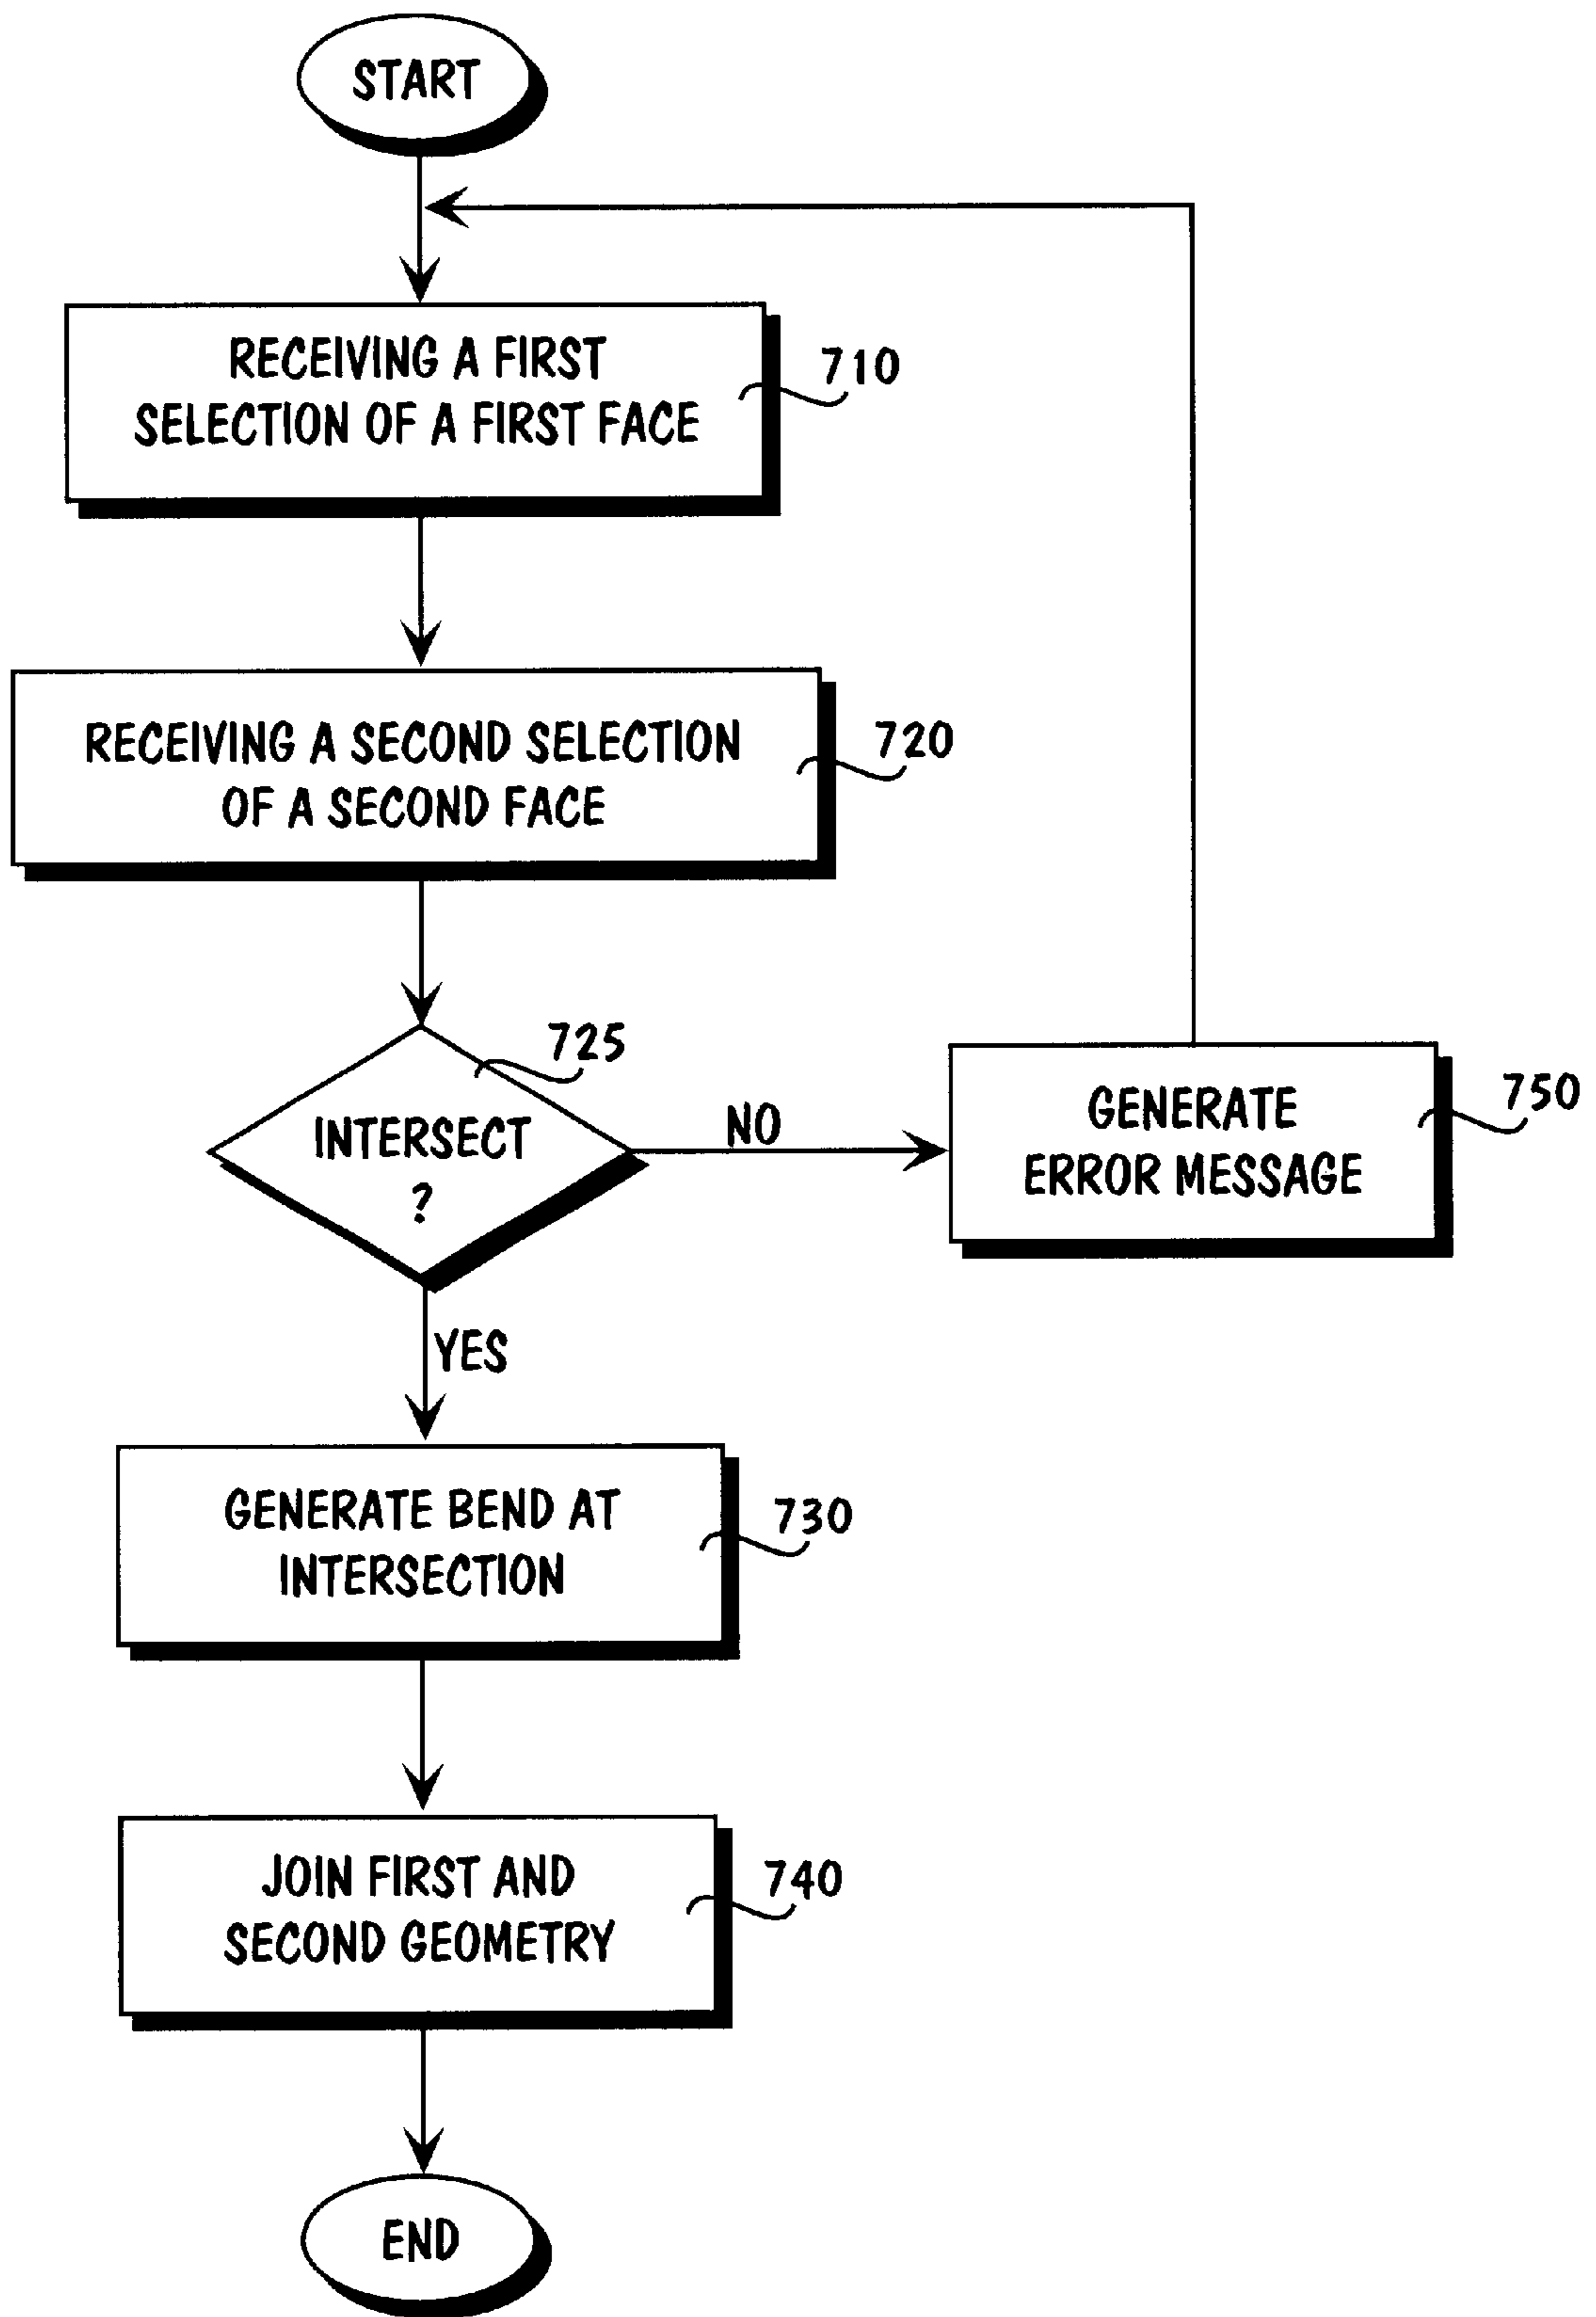 START
RECEIVING A FIRST
SELECTION OF A FIRST FACE
710
RECEIVING A SECOND SELECTION
OF A SECOND FACE
720
725
INTERSECT
?
NO
GENERATE
ERROR MESSAGE
750
YES
GENERATE BEND AT
INTERSECTION
730
JOIN FIRST AND
SECOND GEOMETRY
740
END